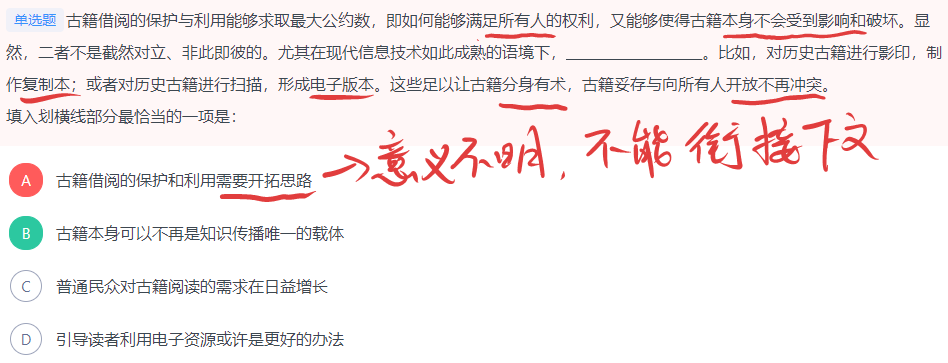 单选题 古籍借阅的保护与利用能够求取最大公约数，即如何能够满足所有人的权利，又能够使得古籍本身不会受到影响和破坏。显
然，二者不是截然对立、非此即彼的。尤其在现代信息技术如此成熟的语境下，____________________。比如，对历史古籍进行影印，制
作复制本；或者对历史古籍进行扫描，形成电子版本。这些足以让古籍分身有术，古籍妥存与向所有人开放不再冲突。
填入划横线部分最恰当的一项是：
A 古籍借阅的保护和利用需要开拓思路
→意义不明，不能衔接下文
B 古籍本身可以不再是知识传播唯一的载体
C 普通民众对古籍阅读的需求在日益增长
D 引导读者利用电子资源或许是更好的办法